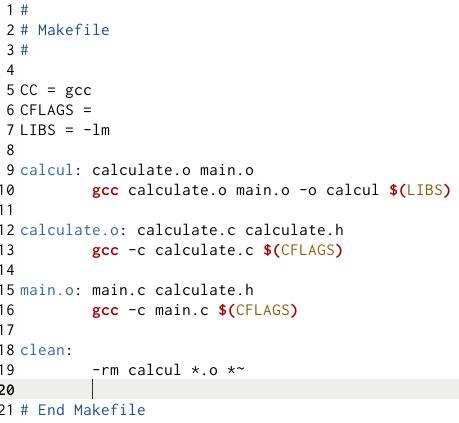 1 #
2 # Makefile
3 #
4
5 CC = gcc
6 CFLAGS =
7 LIBS = -lm
8
9 calcul: calculate.o main.o
10         gcc calculate.o main.o -o calcul $(LIBS)
11
12 calculate.o: calculate.c calculate.h
13         gcc -c calculate.c $(CFLAGS)
14
15 main.o: main.c calculate.h
16         gcc -c main.c $(CFLAGS)
17
18 clean:
19         -rm calcul *.o *~
20
21 # End Makefile